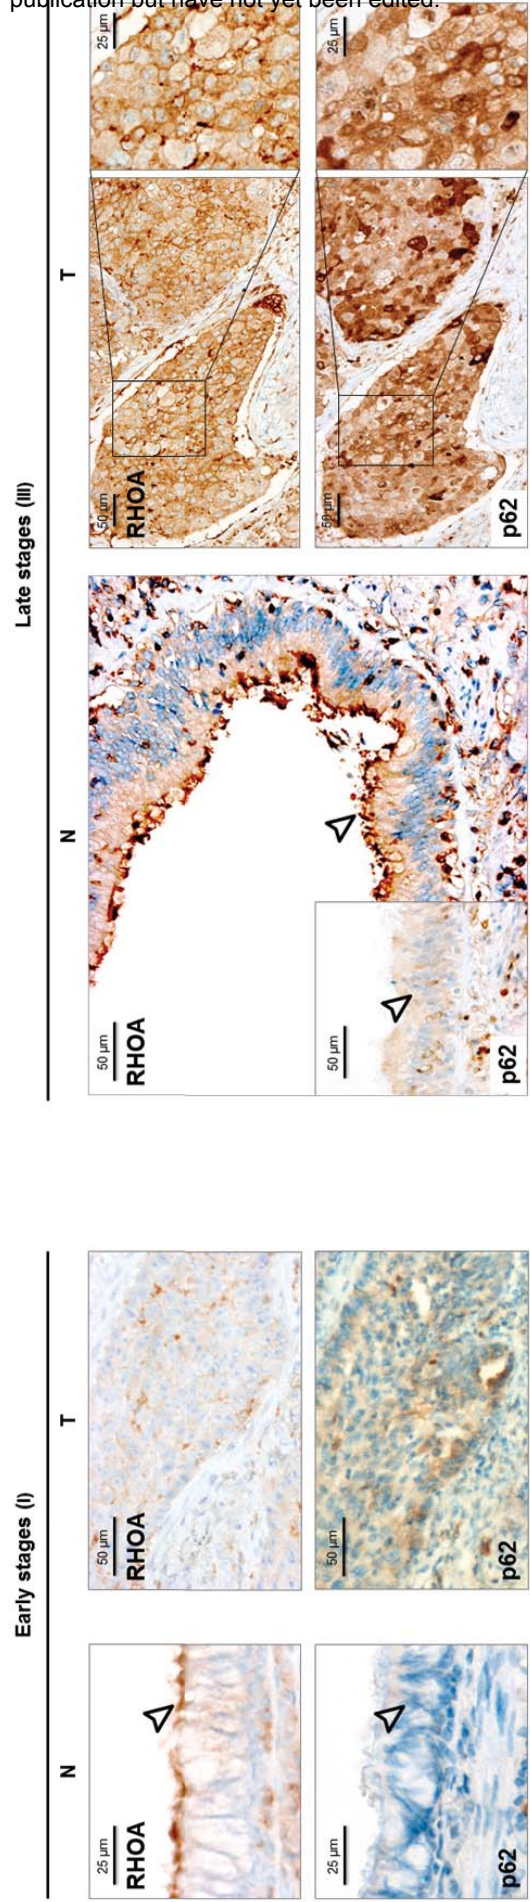 publication but have not yet been edited.
Early stages (I)
N
T
25 µm
RHOA
50 µm
RHOA
25 µm
p62
50 µm
p62
Late stages (III)
N
T
50 µm
RHOA
50 µm
RHOA
25 µm
50 µm
p62
50 µm
p62
25 µm